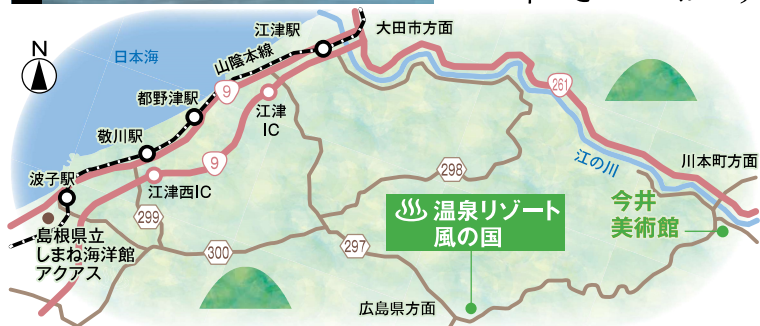 N
日本海
江津駅
山陰本線
大田市方面
9
261
都野津駅
江津
IC
敬川駅
9
江の川
川本町方面
波子駅
江津西IC
298
299
温泉リゾート
風の国
今井
美術館
島根県立
しまね海洋館
アクアス
300
297
広島県方面